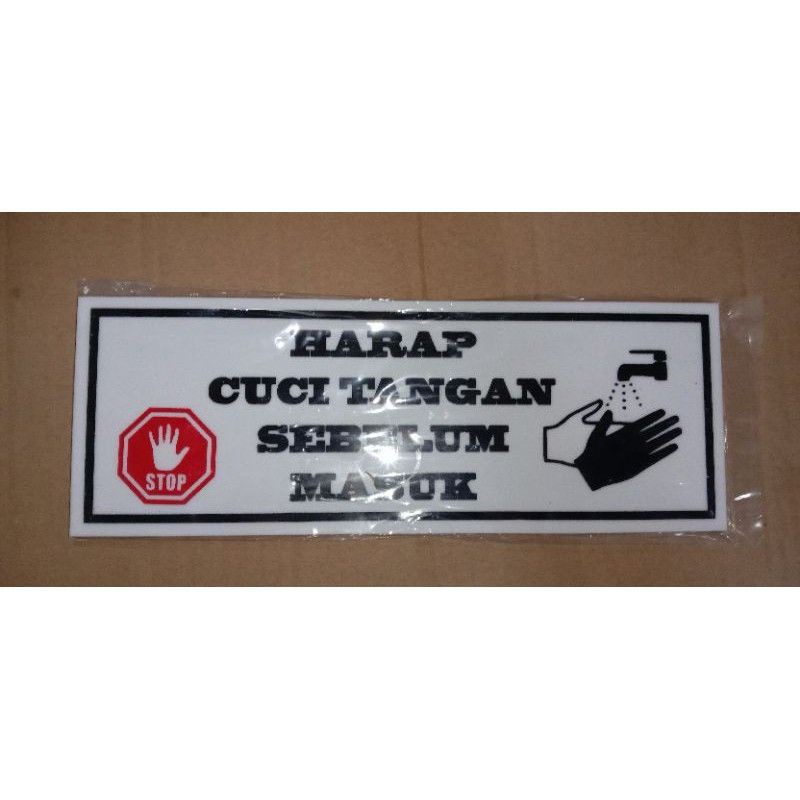 HARAP
CUCI TANGAN
SEBELUM
MASUK
STOP